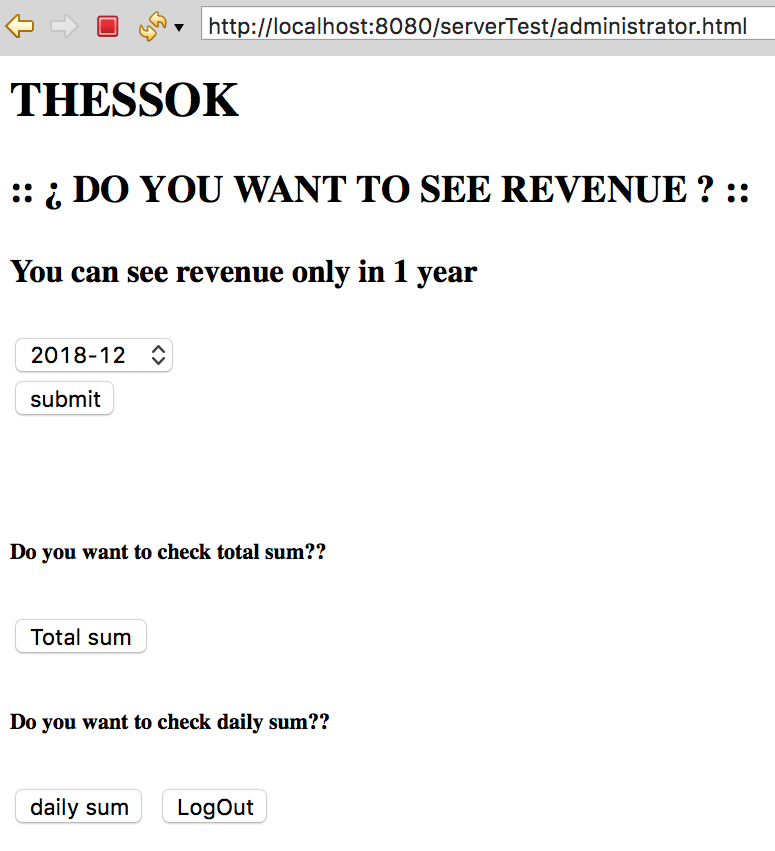 http://localhost:8080/serverTest/administrator.html
THESSOK
:: ¿ DO YOU WANT TO SEE REVENUE ? ::
You can see revenue only in 1 year
2018-12
submit
Do you want to check total sum??
Total sum
Do you want to check daily sum??
daily sum LogOut